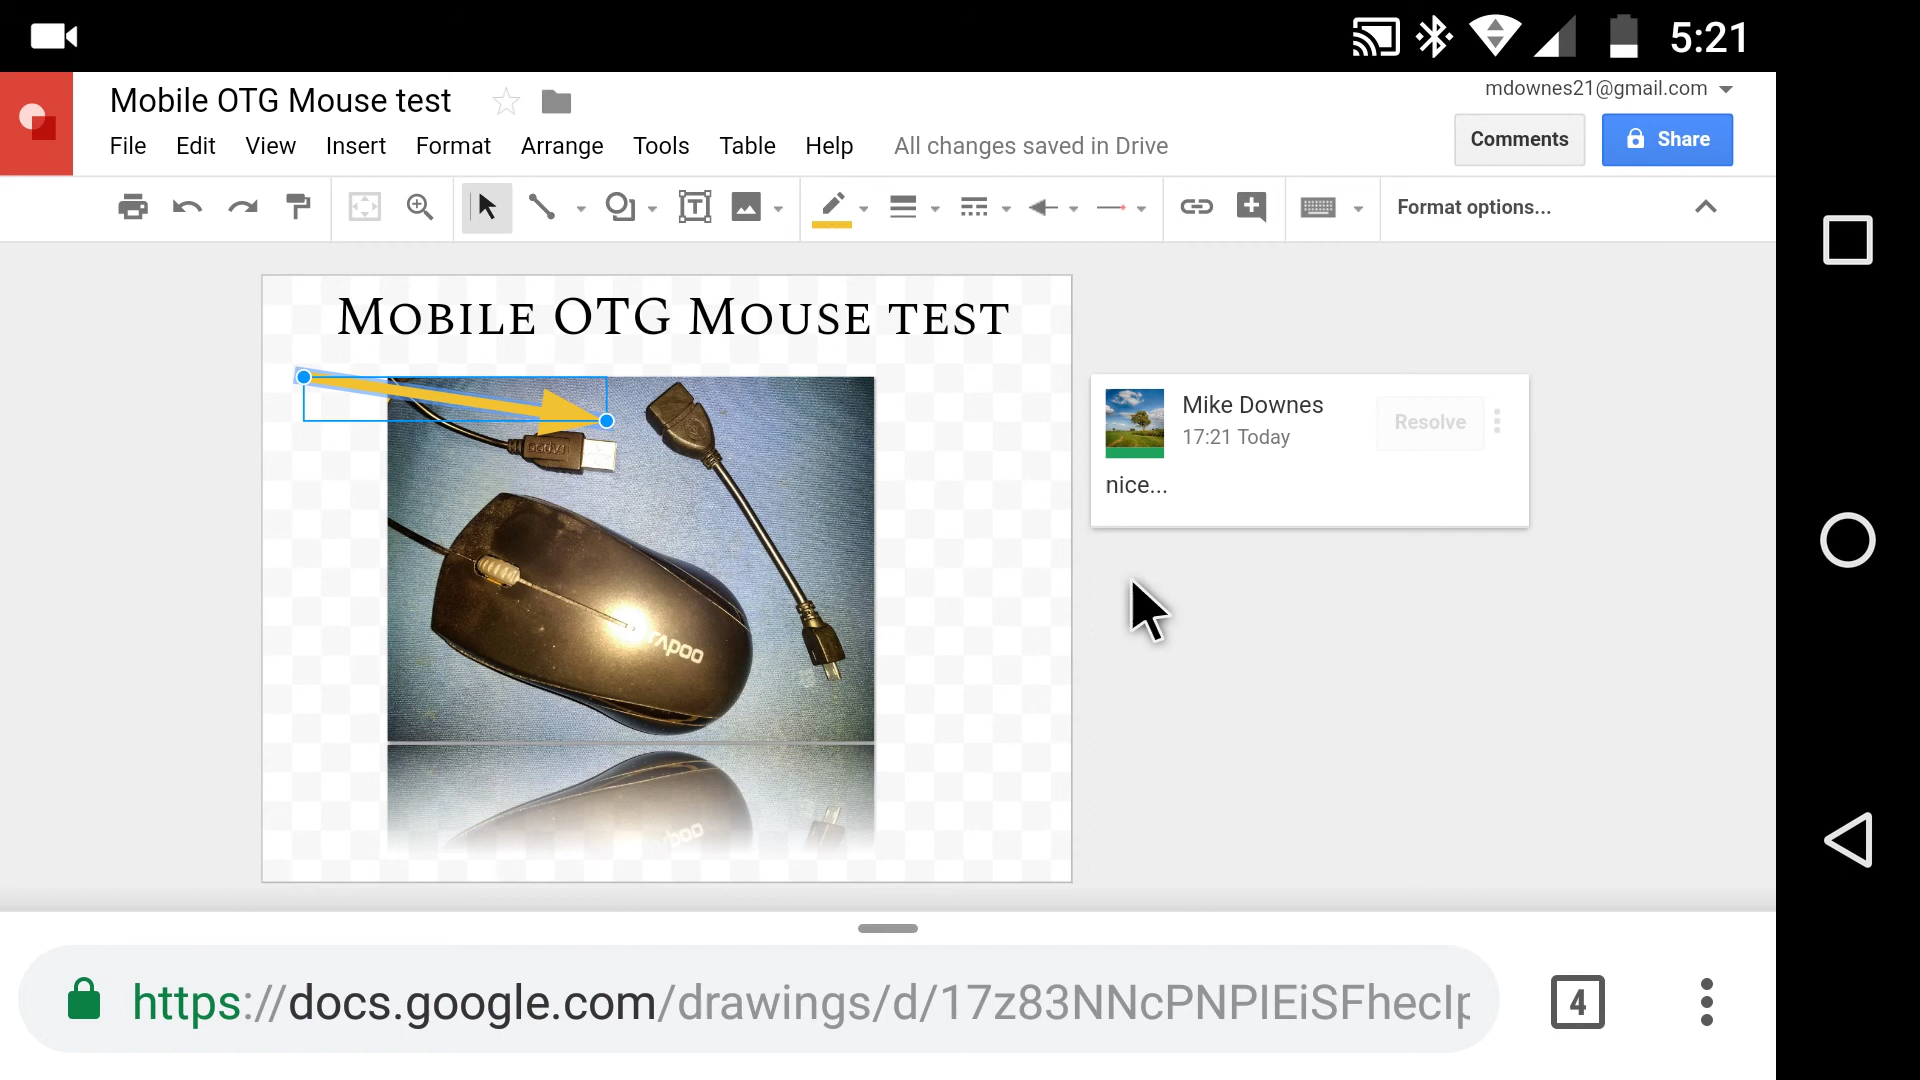 5:21
Mobile OTG Mouse test
mdownes21@gmail.com
File Edit View Insert Format Arrange Tools Table Help All changes saved in Drive
Comments
Share
Format options...
Mobile OTG Mouse test
rapoo
Mike Downes
17:21 Today
Resolve
nice...
https://docs.google.com/drawings/d/17z83NNcPNPIEiSFhecIp
4